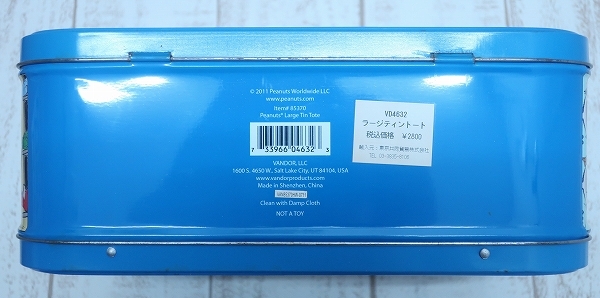 © 2011 Peanuts Worldwide LLC
www.peanuts.com
Item# 85370
Peanuts® Large Tin Tote
7 33966 04632 3
VANDOR, LLC
1600 S. 4650 W., Salt Lake City, UT 84104, USA
www.vandorproducts.com
Made in Shenzhen, China
Clean with Damp Cloth
NOT A TOY
VD4632
ラージティントート
税込価格 ¥2800